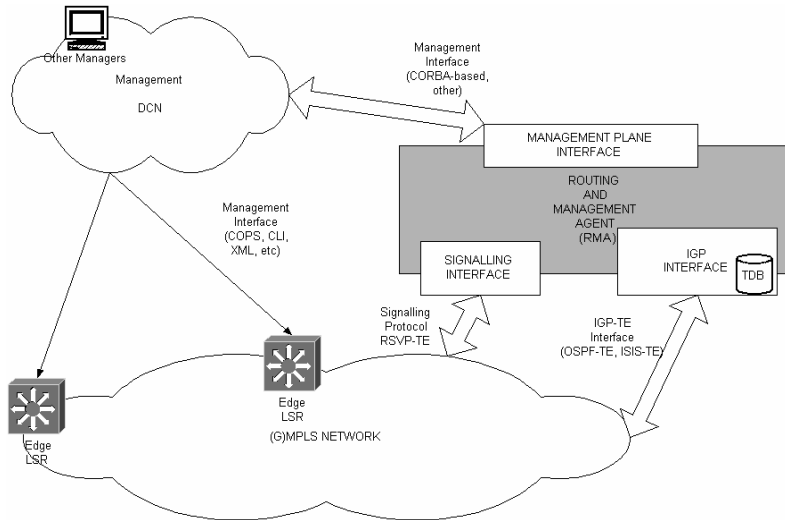 Other Managers
Management
DCN
Management
Interface
(CORBA-based,
other)
MANAGEMENT PLANE
INTERFACE
ROUTING
AND
MANAGEMENT
AGENT
(RMA)
Management
Interface
(COPS, CLI,
XML, etc)
SIGNALLING
INTERFACE
IGP
INTERFACE
TDB
Signalling
Protocol
RSVP-TE
IGP-TE
Interface
(OSPF-TE, ISIS-TE)
Edge
LSR
(G)MPLS NETWORK
Edge
LSR